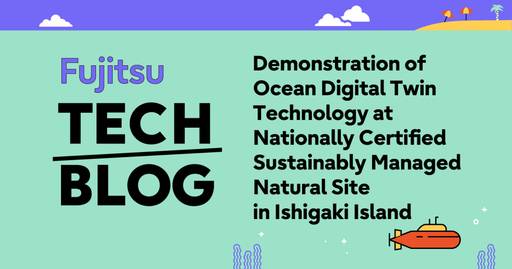 Fujitsu
TECH
BLOG
Demonstration of
Ocean Digital Twin
Technology at
Nationally Certified
Sustainably Managed
Natural Site
in Ishigaki Island